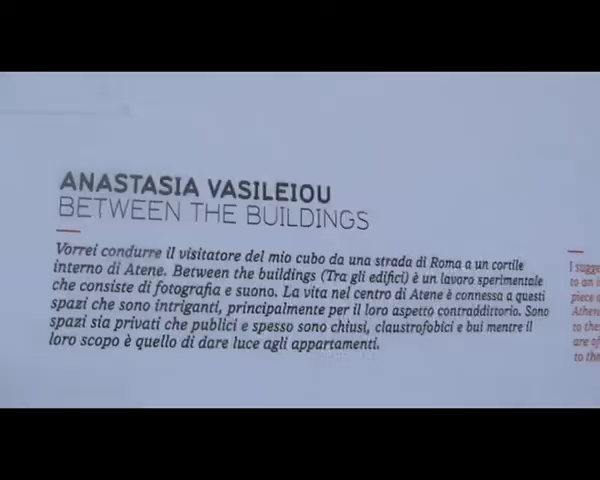 ANASTASIA VASILEIOU
BETWEEN THE BUILDINGS
Vorrei condurre il visitatore del mio cubo da una strada di Roma a un cortile
interno di Atene. Between the buildings (Tra gli edifici) è un lavoro sperimentale
che consiste di fotografia e suono. La vita nel centro di Atene è connessa a questi
spazi che sono intriganti, principalmente per il loro aspetto contraddittorio. Sono
spazi sia privati che publici e spesso sono chiusi, claustrofobici e bui mentre il
loro scopo è quello di dare luce agli appartamenti.
I sugge
to an i
piece o
Athen
to the
are of
to the